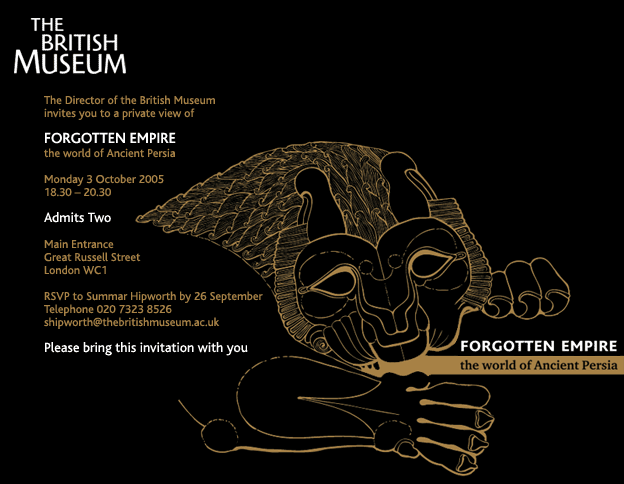 THE
BRITISH
MUSEUM
The Director of the British Museum
invites you to a private view of
FORGOTTEN EMPIRE
the world of Ancient Persia
Monday 3 October 2005
18.30 – 20.30
Admits Two
Main Entrance
Great Russell Street
London WC1
RSVP to Summar Hipworth by 26 September
Telephone 020 7323 8526
shipworth@thebritishmuseum.ac.uk
Please bring this invitation with you
FORGOTTEN EMPIRE
the world of Ancient Persia